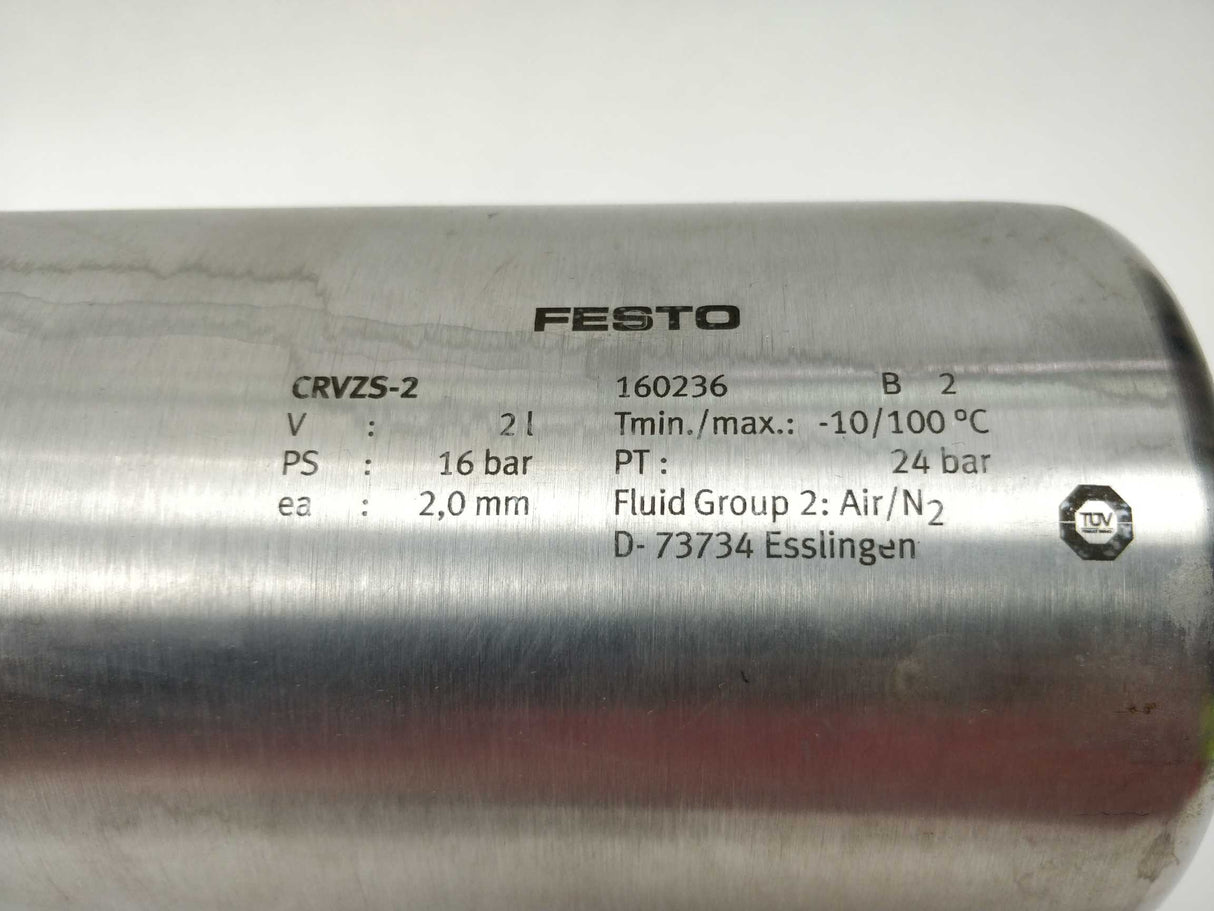 FESTO
CRVZS-2 160236 B 2
V : 2 l Tmin./max.: -10/100 °C
PS : 16 bar PT : 24 bar
ea : 2,0 mm Fluid Group 2: Air/N₂
D- 73734 Esslingen
TÜV